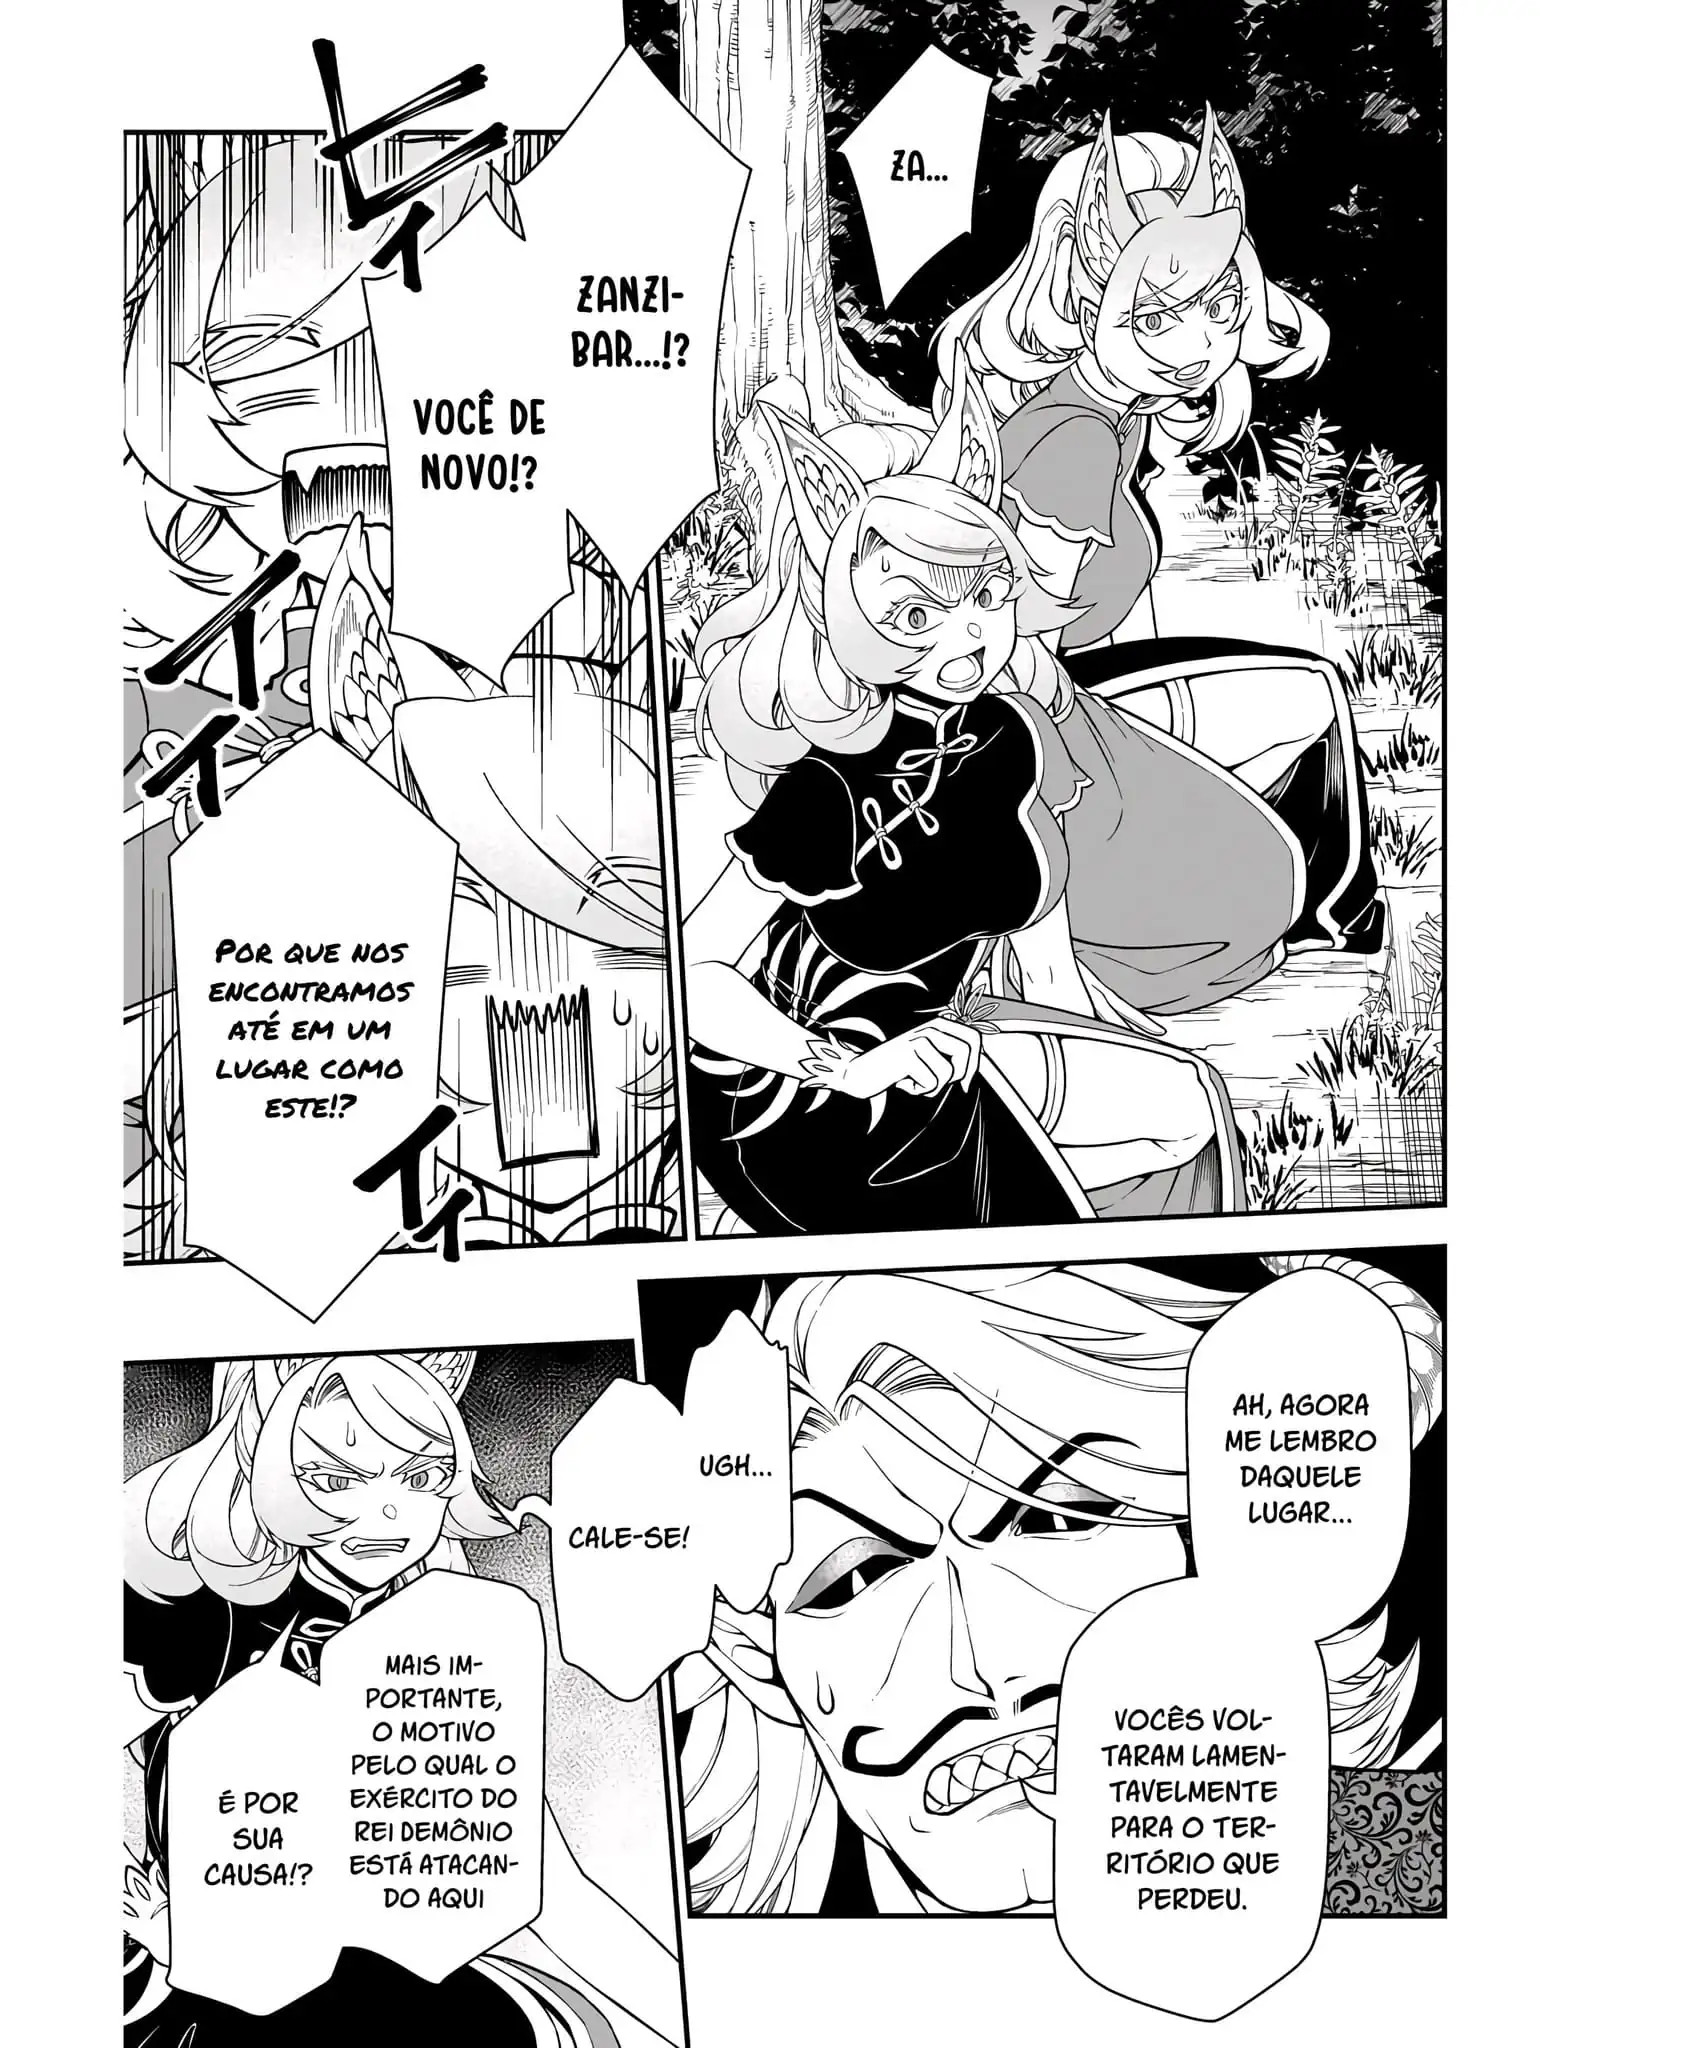 ZA...
ZANZI-
BAR...!?
VOCÊ DE
NOVO!?
ヒィ
イイイ
イイ
POR QUE NOS
ENCONTRAMOS
ATÉ EM UM
LUGAR COMO
ESTE!?
AH, AGORA
ME LEMBRO
DAQUELE
LUGAR...
VOCÊS VOL-
TARAM LAMEN-
TAVELMENTE
PARA O TER-
RITÓRIO QUE
PERDEU.
UGH...
CALE-SE!
MAIS IM-
PORTANTE,
O MOTIVO
PELO QUAL O
EXÉRCITO DO
REI DEMÔNIO
ESTÁ ATACAN-
DO AQUI
É POR
SUA
CAUSA!?